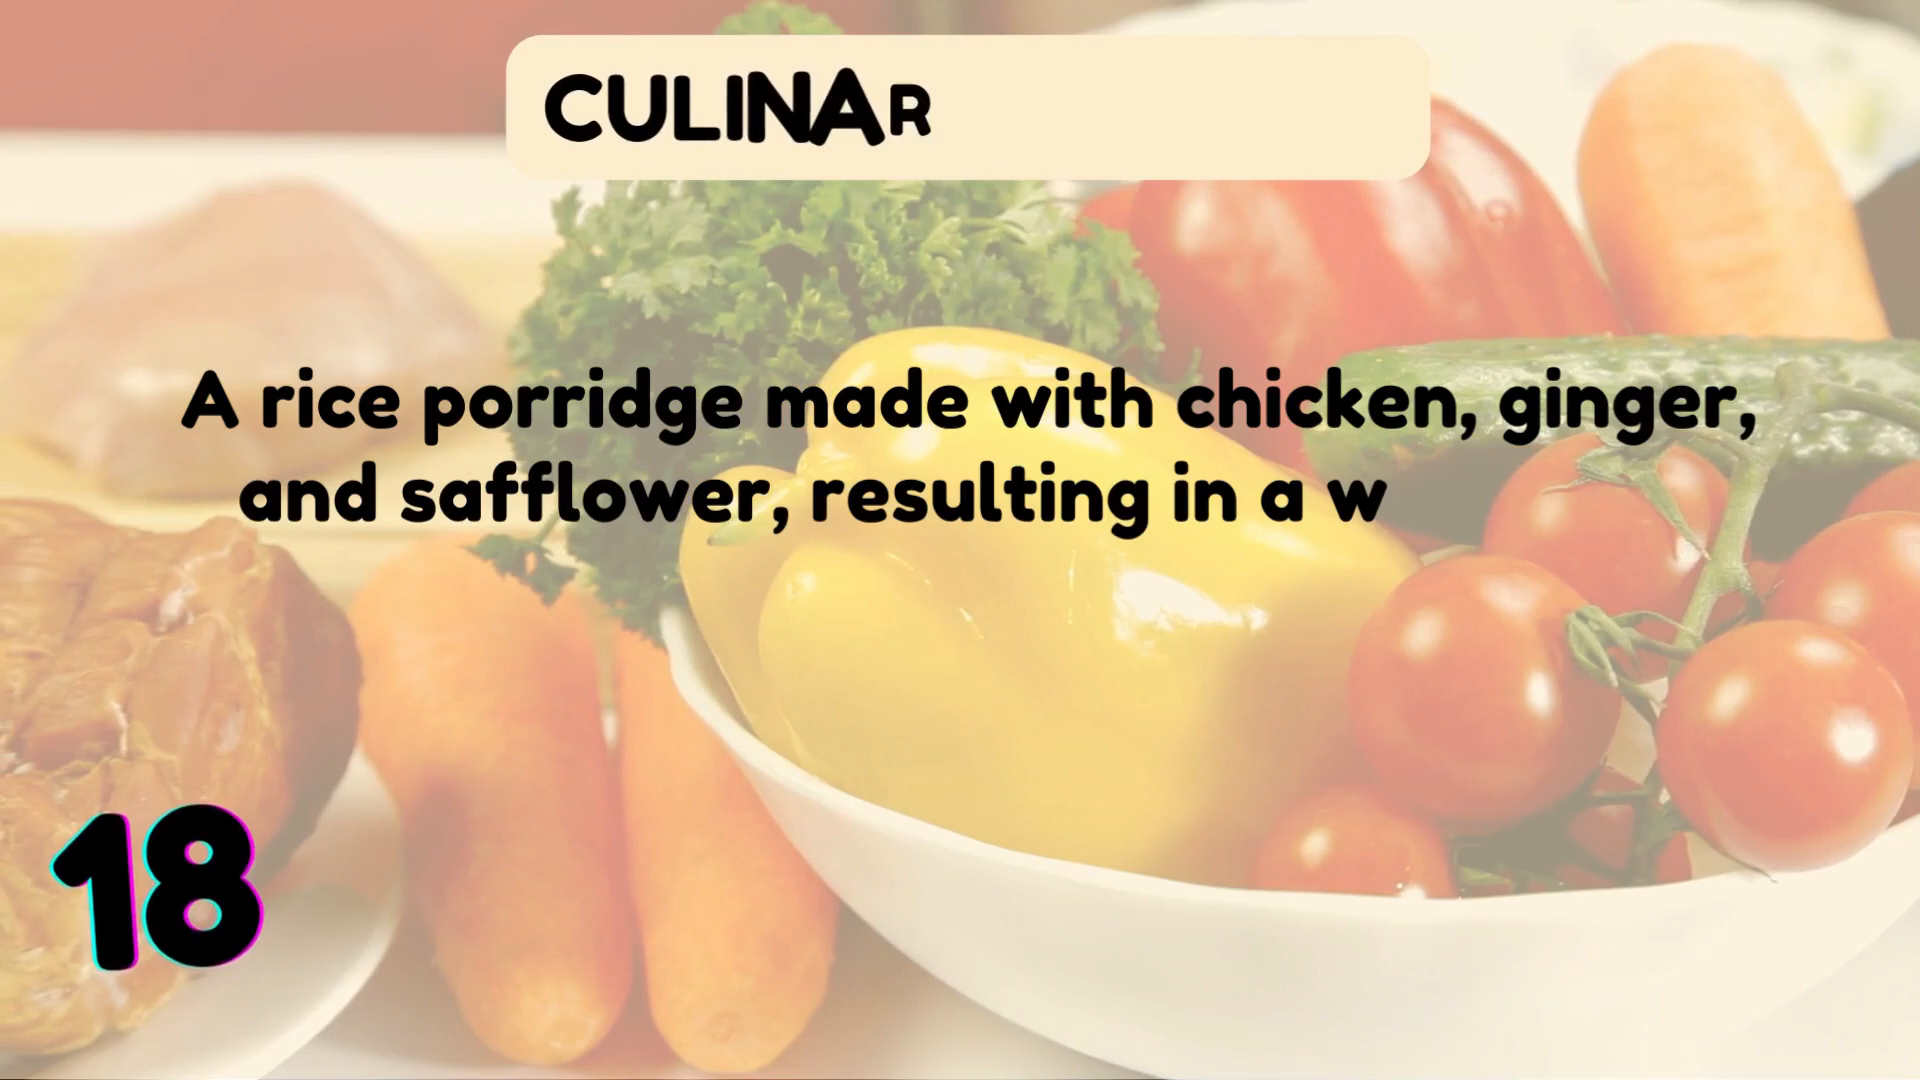 CULINAR
A rice porridge made with chicken, ginger,
and safflower, resulting in a w
18